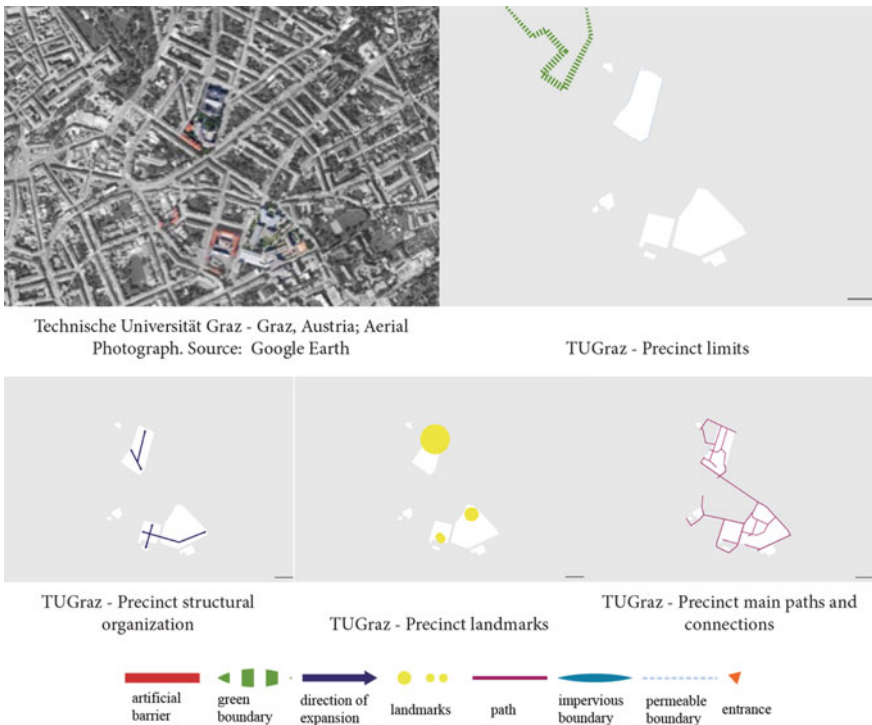 Technische Universität Graz - Graz, Austria; Aerial
Photograph. Source: Google Earth
TUGraz - Precinct limits
TUGraz - Precinct structural
organization
TUGraz - Precinct landmarks
TUGraz - Precinct main paths and
connections
artificial
barrier
green
boundary
direction of
expansion
landmarks
path
impervious
boundary
permeable
boundary
entrance